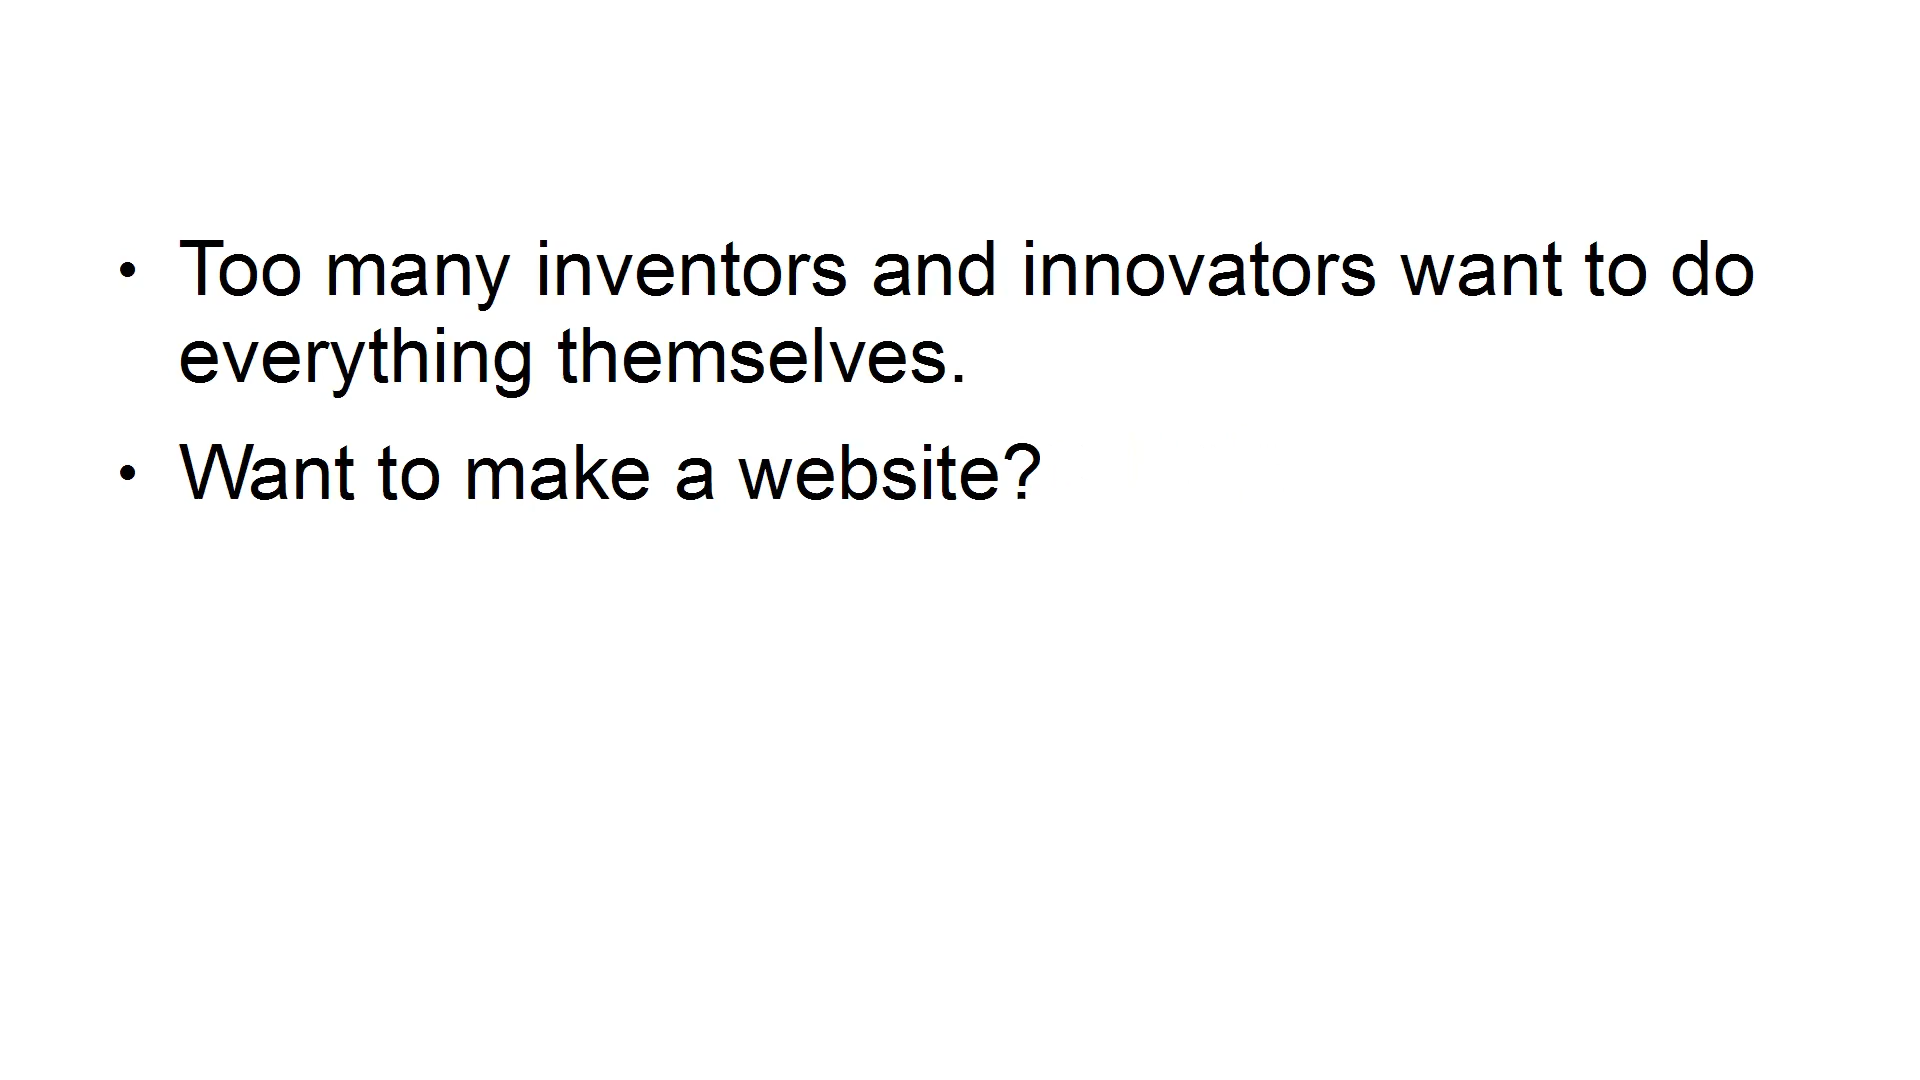 • Too many inventors and innovators want to do
everything themselves.
• Want to make a website?